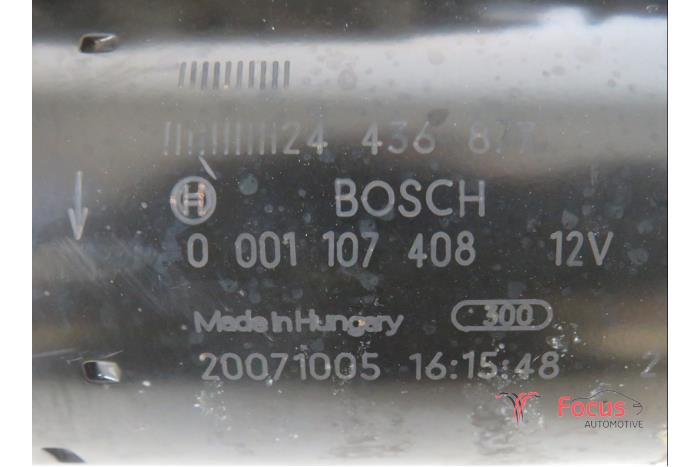 24 436 877
BOSCH
0 001 107 408 12V
Made in Hungary 300
20071005 16:15:48
Focus
AUTOMOTIVE